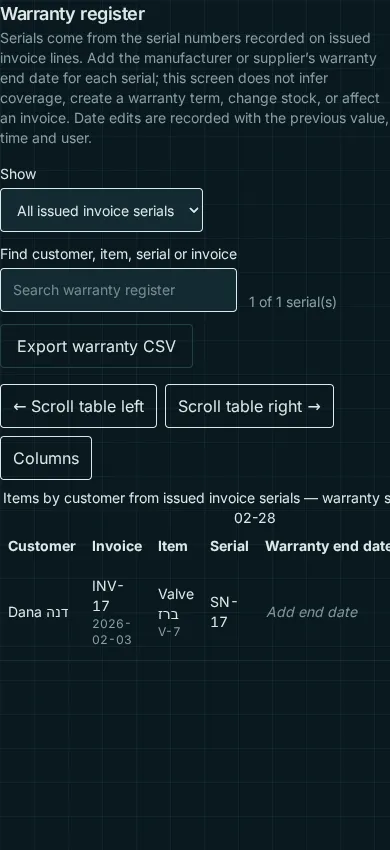 Warranty register
Serials come from the serial numbers recorded on issued
invoice lines. Add the manufacturer or supplier's warranty
end date for each serial; this screen does not infer
coverage, create a warranty term, change stock, or affect
an invoice. Date edits are recorded with the previous value,
time and user.
Show
All issued invoice serials
Find customer, item, serial or invoice
Search warranty register
1 of 1 serial(s)
Export warranty CSV
← Scroll table left
Scroll table right →
Columns
Items by customer from issued invoice serials — warranty s
02-28
Customer Invoice Item Serial Warranty end date
Dana דנה
INV-
17
2026-
02-03
Valve
ברז
V-7
SN-
17
Add end date